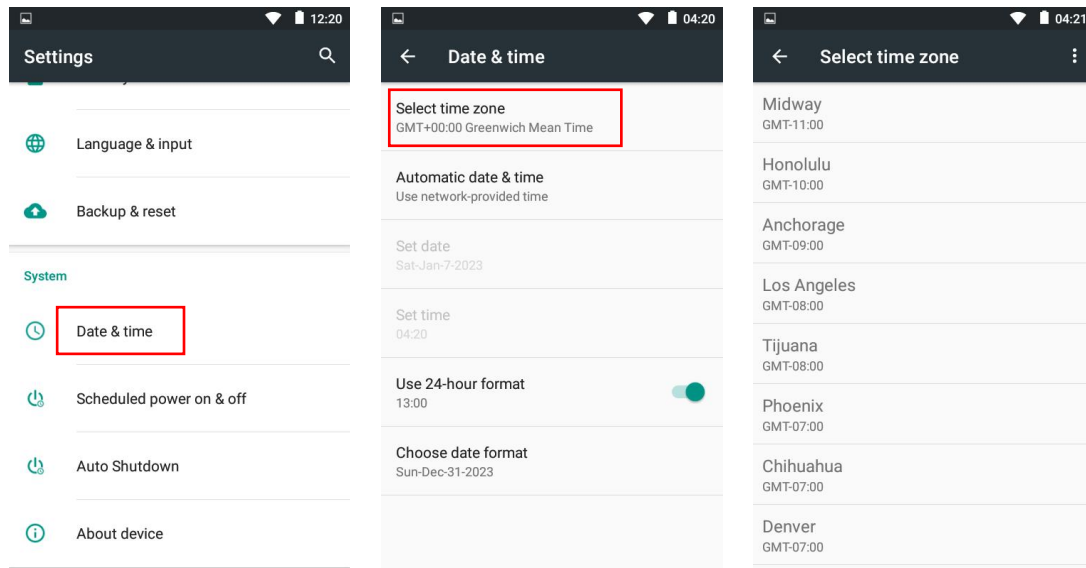 12:20
Settings
Language & input
Backup & reset
System
Date & time
Scheduled power on & off
Auto Shutdown
About device
04:20
Date & time
Select time zone
GMT+00:00 Greenwich Mean Time
Automatic date & time
Use network-provided time
Set date
Sat-Jan-7-2023
Set time
04:20
Use 24-hour format
13:00
Choose date format
Sun-Dec-31-2023
04:21
Select time zone
Midway
GMT-11:00
Honolulu
GMT-10:00
Anchorage
GMT-09:00
Los Angeles
GMT-08:00
Tijuana
GMT-08:00
Phoenix
GMT-07:00
Chihuahua
GMT-07:00
Denver
GMT-07:00